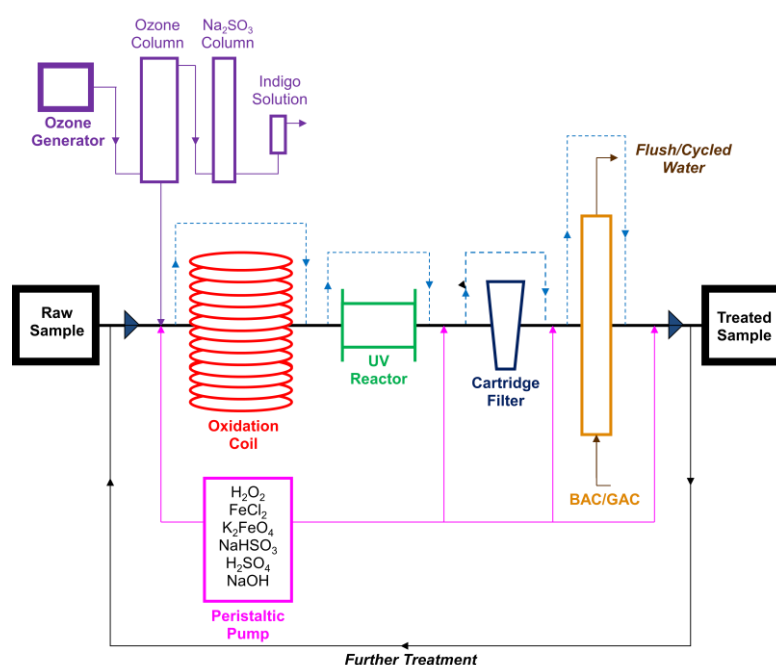 Ozone
Column
Na₂SO₃
Column
Indigo
Solution
Ozone
Generator
Flush/Cycled
Water
Raw
Sample
Treated
Sample
UV
Reactor
Cartridge
Filter
Oxidation
Coil
BAC/GAC
H₂O₂
FeCl₂
K₂FeO₄
NaHSO₃
H₂SO₄
NaOH
Peristaltic
Pump
Further Treatment